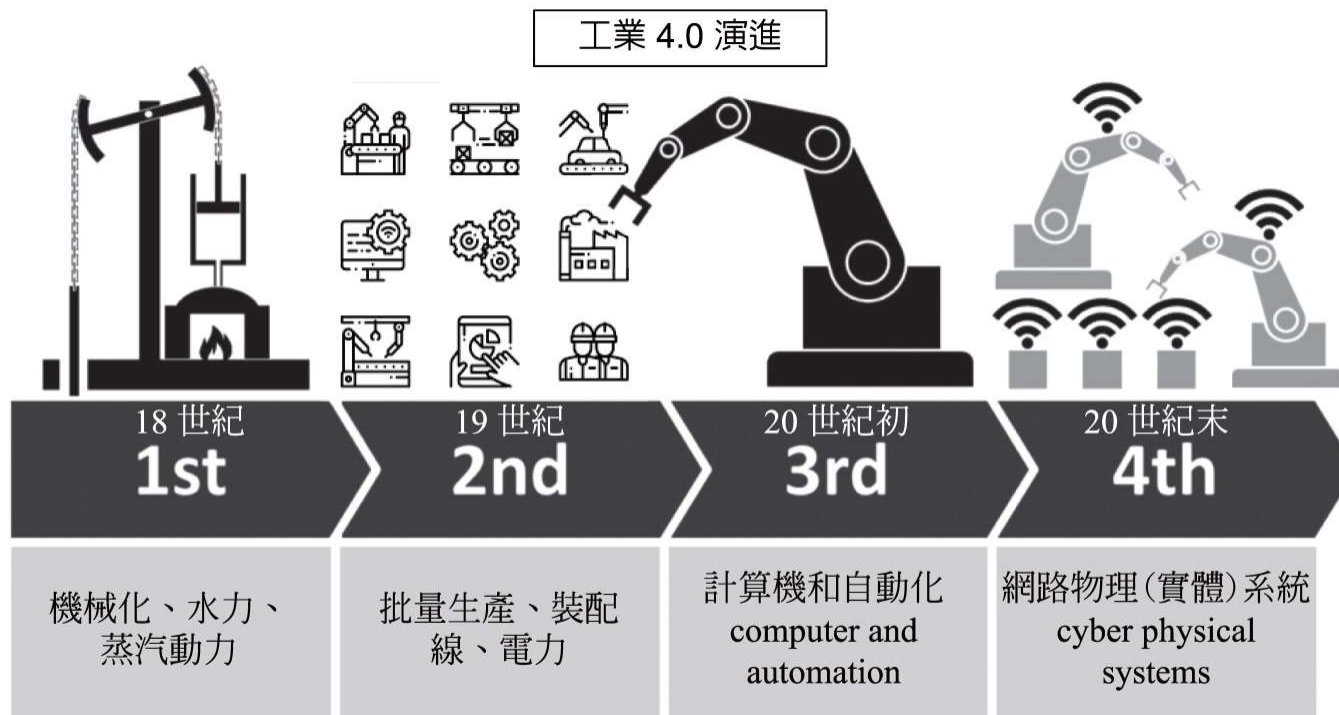 工業 4.0 演進
18 世紀
1st
19 世紀
2nd
20 世紀初
3rd
20 世紀末
4th
機械化、水力、
蒸汽動力
批量生產、裝配
線、電力
計算機和自動化
computer and
automation
網路物理(實體)系統
cyber physical
systems